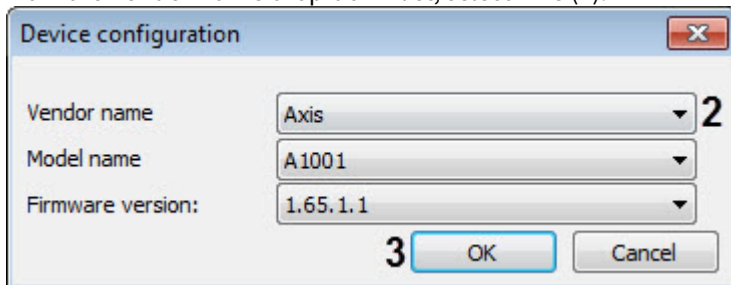 Device configuration
Vendor name Axis 2
Model name A1001
Firmware version: 1.65.1.1
3 OK Cancel